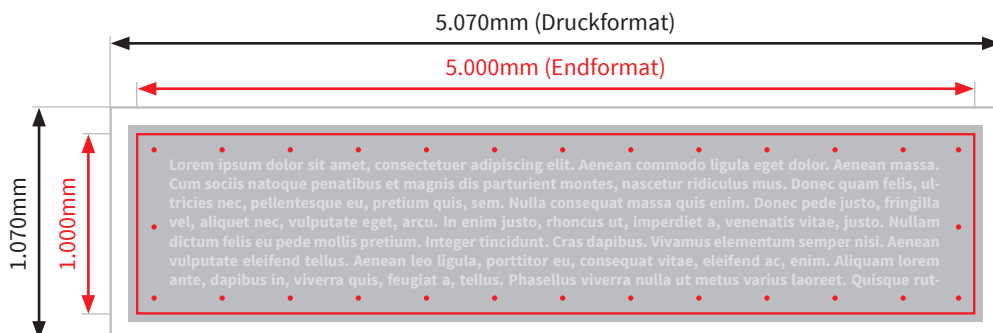 5.070mm (Druckformat)
5.000mm (Endformat)
1.070mm
1.000mm
Lorem ipsum dolor sit amet, consectetuer adipiscing elit. Aenean commodo ligula eget dolor. Aenean massa.
Cum sociis natoque penatibus et magnis dis parturient montes, nascetur ridiculus mus. Donec quam felis, ul-
tricies nec, pellentesque eu, pretium quis, sem. Nulla consequat massa quis enim. Donec pede justo, fringilla
vel, aliquet nec, vulputate eget, arcu. In enim justo, rhoncus ut, imperdiet a, venenatis vitae, justo. Nullam
dictum felis eu pede mollis pretium. Integer tincidunt. Cras dapibus. Vivamus elementum semper nisi. Aenean
vulputate eleifend tellus. Aenean leo ligula, porttitor eu, consequat vitae, eleifend ac, enim. Aliquam lorem
ante, dapibus in, viverra quis, feugiat a, tellus. Phasellus viverra nulla ut metus varius laoreet. Quisque rut-